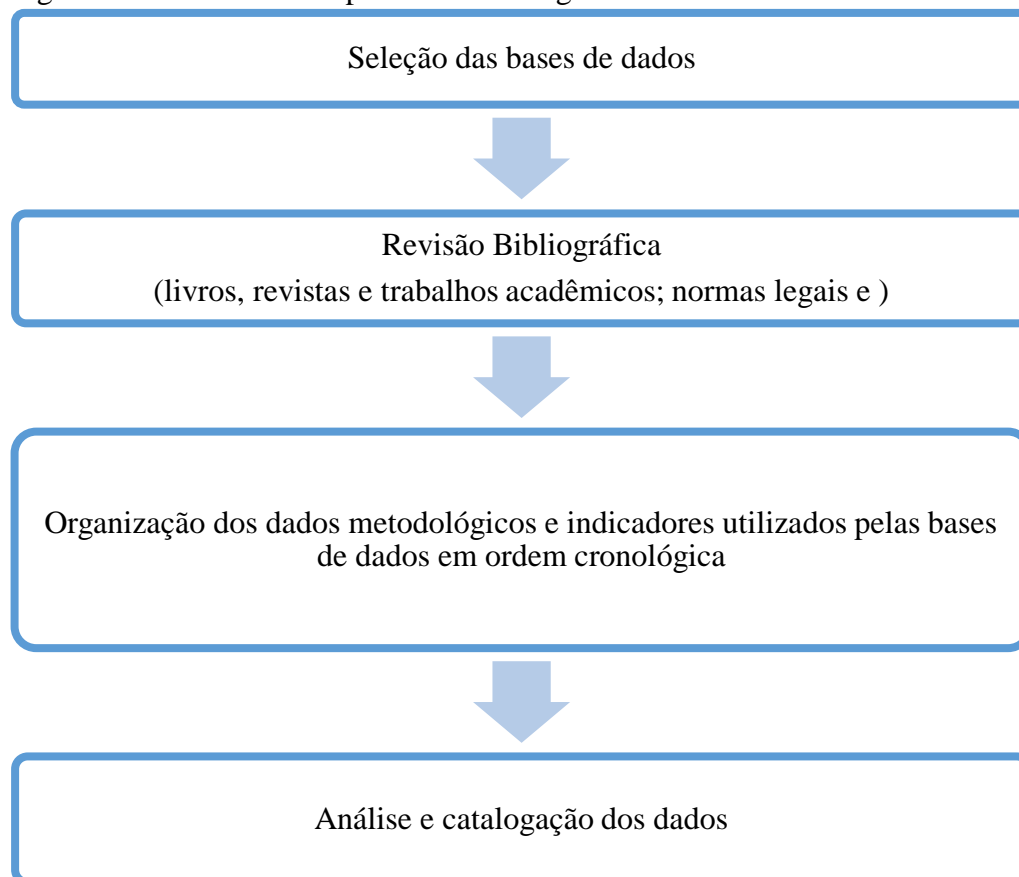 Seleção das bases de dados
Revisão Bibliográfica
(livros, revistas e trabalhos acadêmicos; normas legais e )
Organização dos dados metodológicos e indicadores utilizados pelas bases
de dados em ordem cronológica
Análise e catalogação dos dados